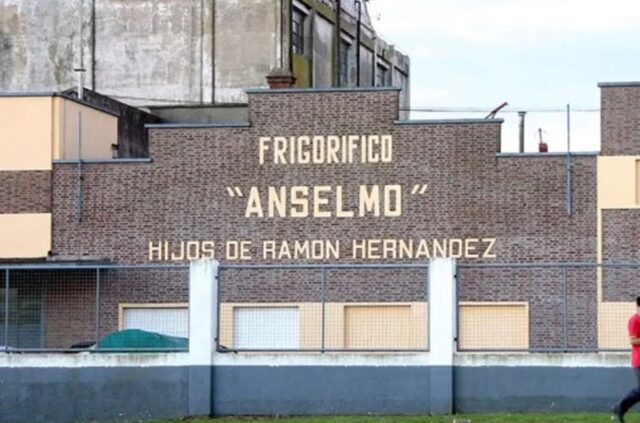 FRIGORIFICO
"ANSELMO"
HIJOS DE RAMON HERNANDEZ